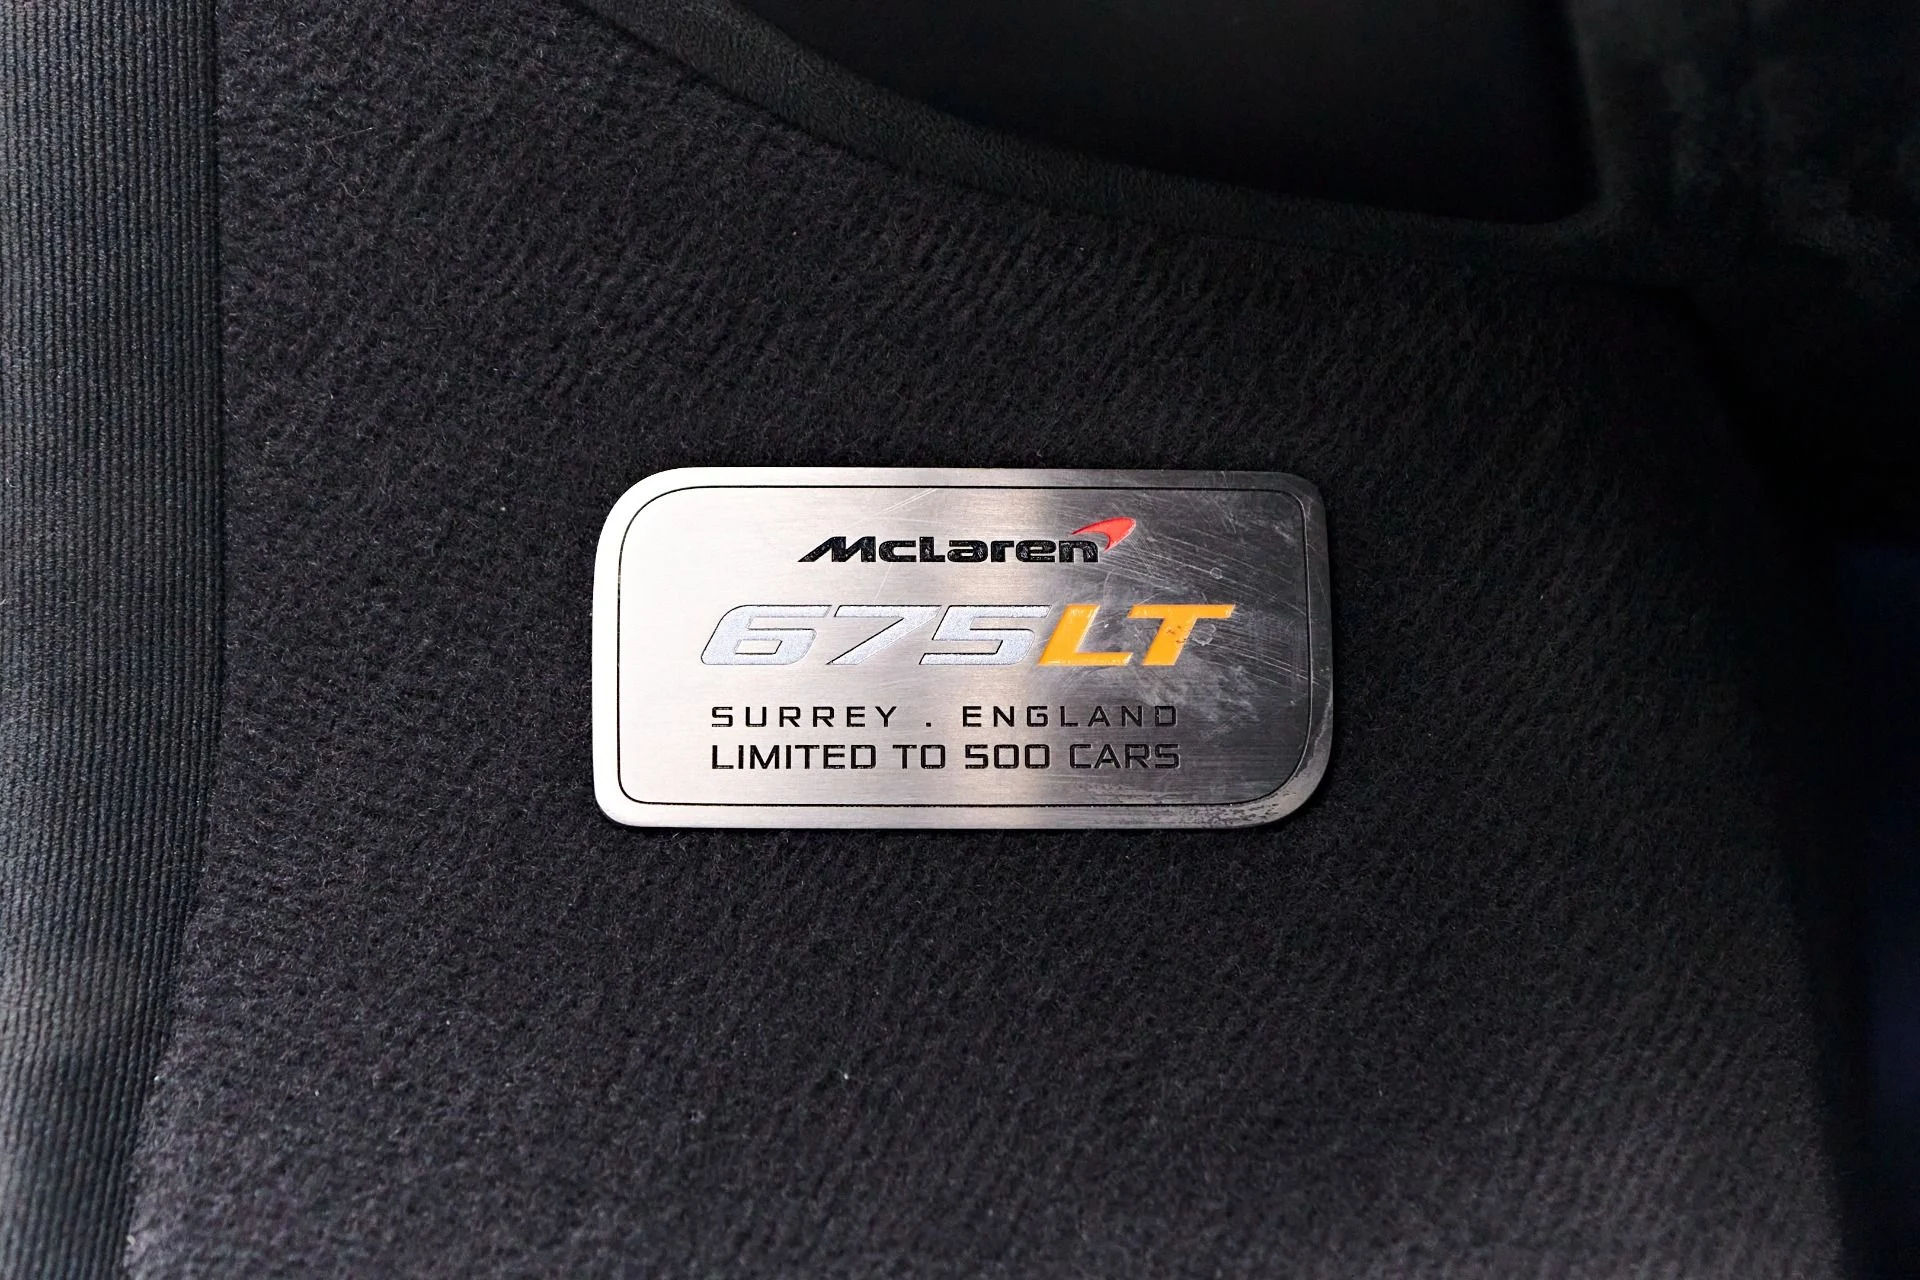 McLaren
675LT
SURREY . ENGLAND
LIMITED TO 500 CARS